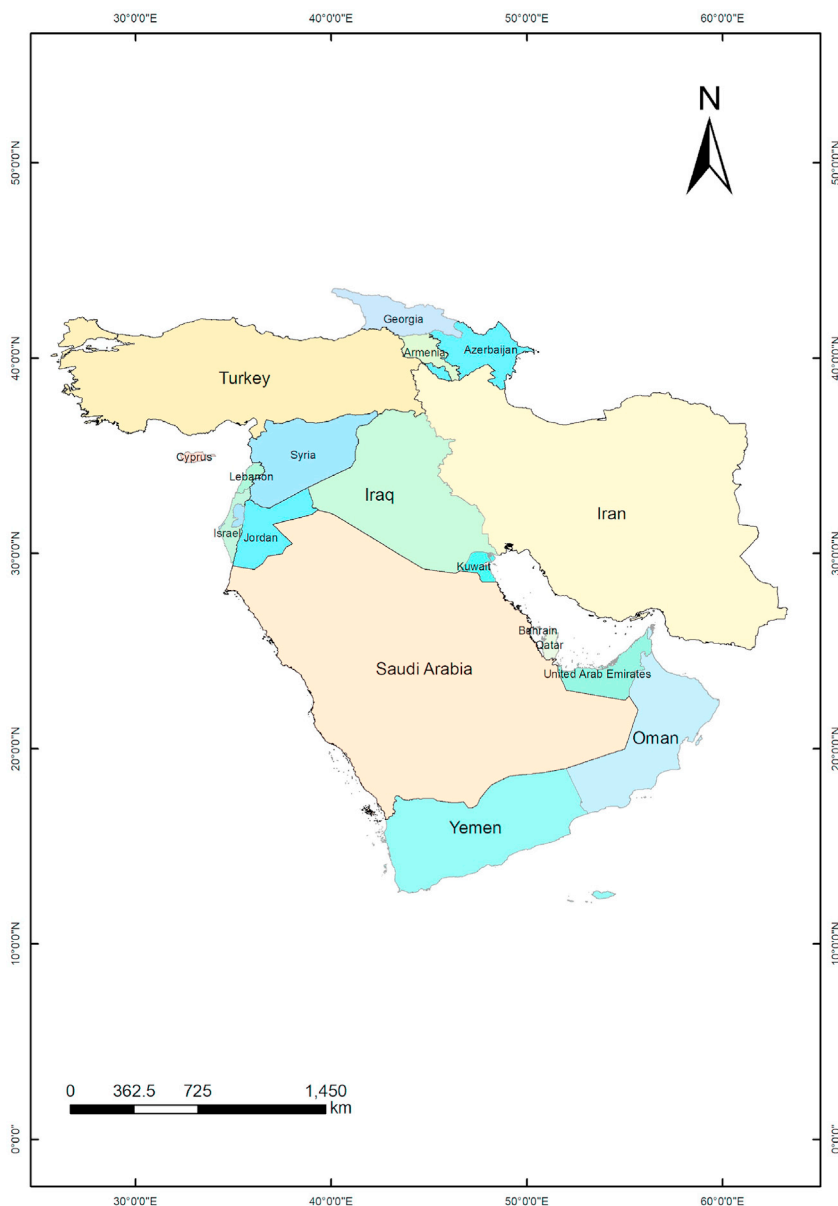 30°0'0"E 40°0'0"E 50°0'0"E 60°0'0"E
N
50°0'0"N 50°0'0"N
Georgia
Armenia
Azerbaijan
40°0'0"N 40°0'0"N
Turkey
Cyprus
Syria
Lebanon
Iraq
Iran
Israel
Jordan
30°0'0"N 30°0'0"N
Kuwait
Bahrain
Qatar
Saudi Arabia
United Arab Emirates
Oman
20°0'0"N 20°0'0"N
Yemen
10°0'0"N 10°0'0"N
0 362.5 725 1,450
km
0°0'0" 0°0'0"
30°0'0"E 40°0'0"E 50°0'0"E 60°0'0"E